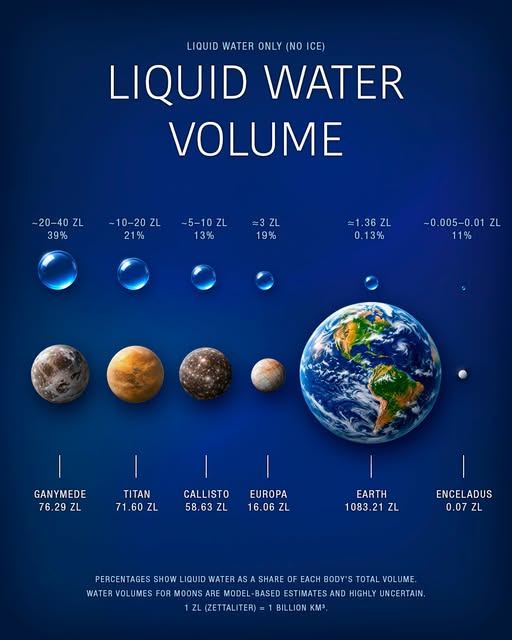 LIQUID WATER ONLY (NO ICE)
LIQUID WATER
VOLUME
~20–40 ZL
39%
~10–20 ZL
21%
~5–10 ZL
13%
≈3 ZL
19%
≈1.36 ZL
0.13%
~0.005–0.01 ZL
11%
GANYMEDE
76.29 ZL
TITAN
71.60 ZL
CALLISTO
58.63 ZL
EUROPA
16.06 ZL
EARTH
1083.21 ZL
ENCELADUS
0.07 ZL
PERCENTAGES SHOW LIQUID WATER AS A SHARE OF EACH BODY'S TOTAL VOLUME.
WATER VOLUMES FOR MOONS ARE MODEL-BASED ESTIMATES AND HIGHLY UNCERTAIN.
1 ZL (ZETTALITER) = 1 BILLION KM³.